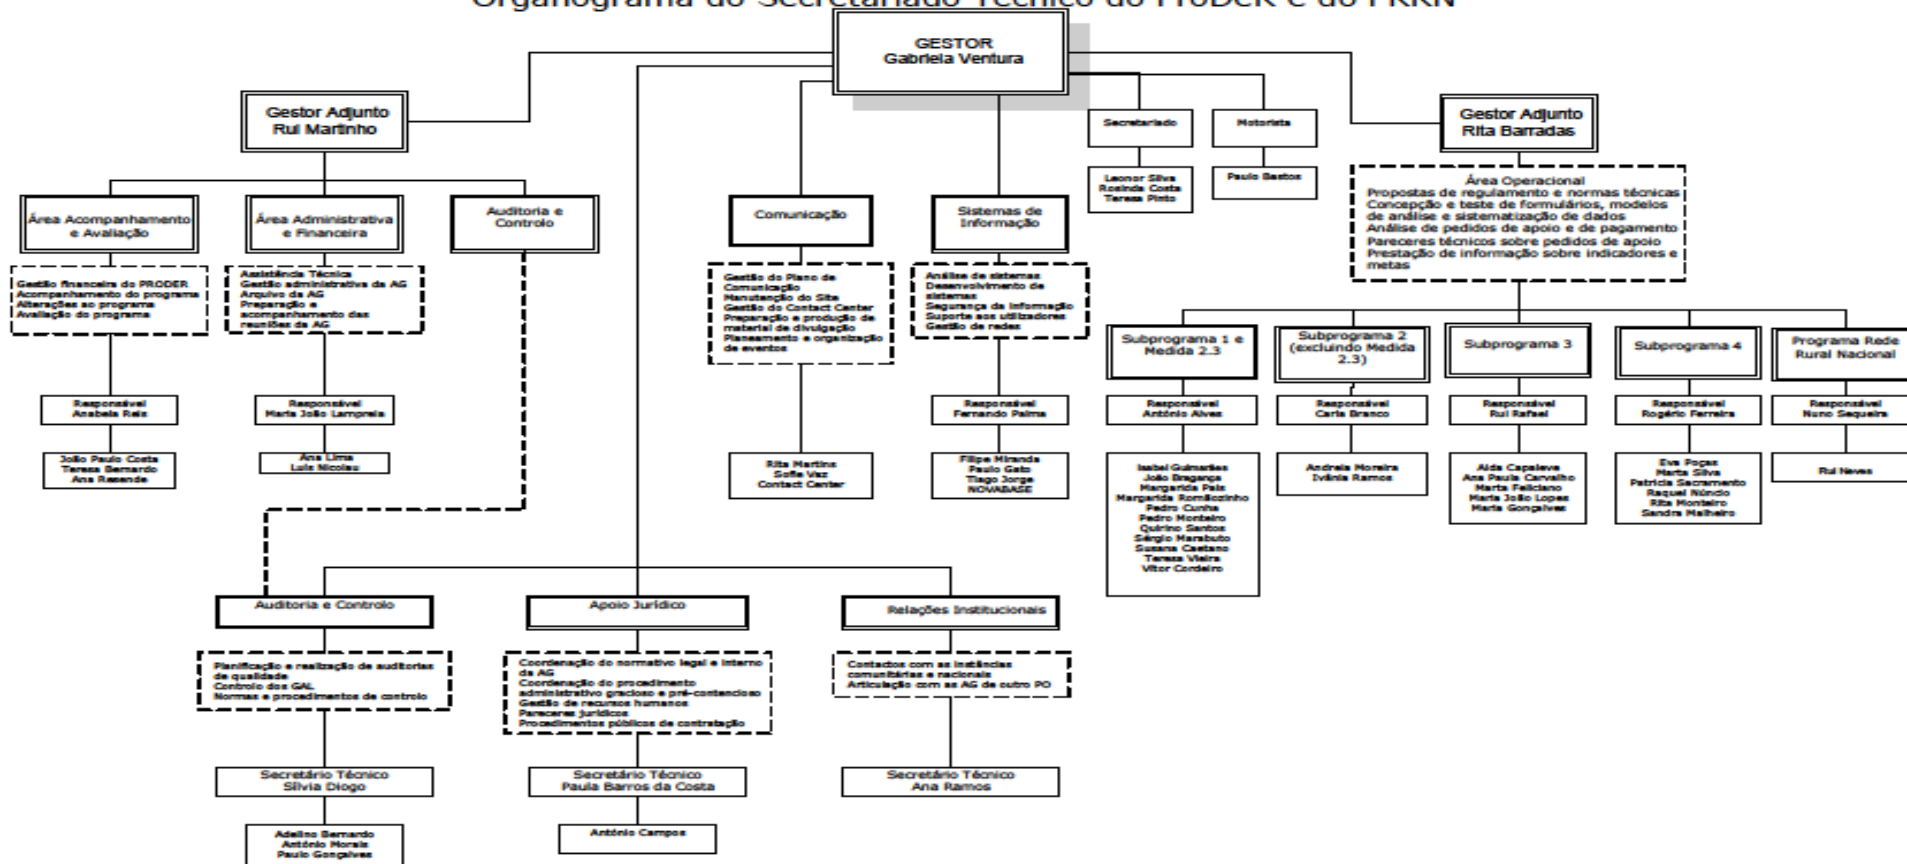 Organograma do Secretariado Técnico do ProDeR e do PRRN
GESTOR
Gabriela Ventura
Gestor Adjunto
Rui Martinho
Secretariado
Leonor Silva
Rosinda Costa
Teresa Pinto
Motorista
Paulo Bastos
Gestor Adjunto
Rita Barradas
Área Acompanhamento
e Avaliação
Gestão financeira do PRODER
Acompanhamento do programa
Alterações ao programa
Avaliação do programa
Responsável
Anabela Reis
João Paulo Costa
Teresa Bernardo
Ana Resende
Área Administrativa
e Financeira
Assistência Técnica
Gestão administrativa da AG
Arquivo da AG
Preparação e
acompanhamento das
reuniões da AG
Responsável
Maria João Lampreia
Ana Lima
Luís Nicolau
Auditoria e
Controlo
Comunicação
Gestão do Plano de
Comunicação
Manutenção do Site
Gestão do Contact Center
Preparação e produção de
material de divulgação
Planeamento e organização
de eventos
Rita Martins
Sofie Vaz
Contact Center
Sistemas de
Informação
Análise de sistemas
Desenvolvimento de
sistemas
Segurança da informação
Suporte aos utilizadores
Gestão de redes
Responsável
Fernando Palma
Filipe Miranda
Paulo Gato
Tiago Jorge
NOVABASE
Área Operacional
Propostas de regulamento e normas técnicas
Concepção e teste de formulários, modelos
de análise e sistematização de dados
Análise de pedidos de apoio e de pagamento
Pareceres técnicos sobre pedidos de apoio
Prestação de informação sobre indicadores e
metas
Subprograma 1 e
Medida 2.3
Responsável
António Alves
Isabel Guimarães
João Bragança
Margarida Pais
Margarida Romãozinho
Pedro Cunha
Pedro Monteiro
Quirino Santos
Sérgio Marabuto
Susana Caetano
Teresa Vieira
Vitor Cordeiro
Subprograma 2
(excluindo Medida
2.3)
Responsável
Carla Branco
Andreia Moreira
Ivânia Ramos
Subprograma 3
Responsável
Rui Rafael
Alda Capaleve
Ana Paula Carvalho
Marta Feliciano
Maria João Lopes
Maria Gonçalves
Subprograma 4
Responsável
Rogério Ferreira
Eva Poças
Marta Silva
Patrícia Sacramento
Raquel Núncio
Rita Monteiro
Sandra Malheiro
Programa Rede
Rural Nacional
Responsável
Nuno Sequeira
Rui Neves
Auditoria e Controlo
Planificação e realização de auditorias
de qualidade
Controlo dos GAL
Normas e procedimentos de controlo
Secretário Técnico
Sílvia Diogo
Adelino Bernardo
António Morais
Paulo Gonçalves
Apoio Jurídico
Coordenação do normativo legal e interno
da AG
Coordenação do procedimento
administrativo gracioso e pré-contencioso
Gestão de recursos humanos
Pareceres jurídicos
Procedimentos públicos de contratação
Secretário Técnico
Paula Barros da Costa
António Campos
Relações Institucionais
Contactos com as instâncias
comunitárias e nacionais
Articulação com as AG de outro PO
Secretário Técnico
Ana Ramos